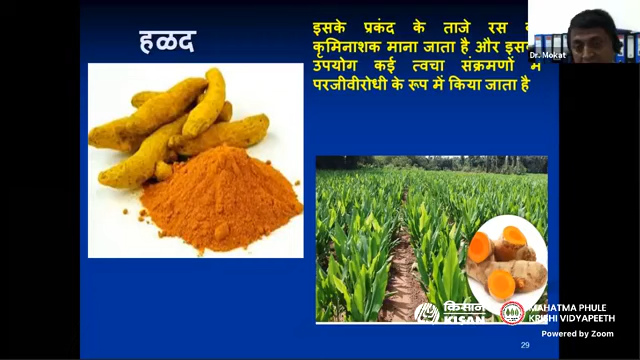 हळद
इसके प्रकंद के ताजे रस
कृमिनाशक माना जाता है और
उपयोग कई त्वचा संक्रमणों
परजीवीरोधी के रूप में किया जाता है
Dr. Mokat
किसान
KISAN
MAHATMA PHULE
KRISHI VIDYAPEETH
Powered by Zoom
29